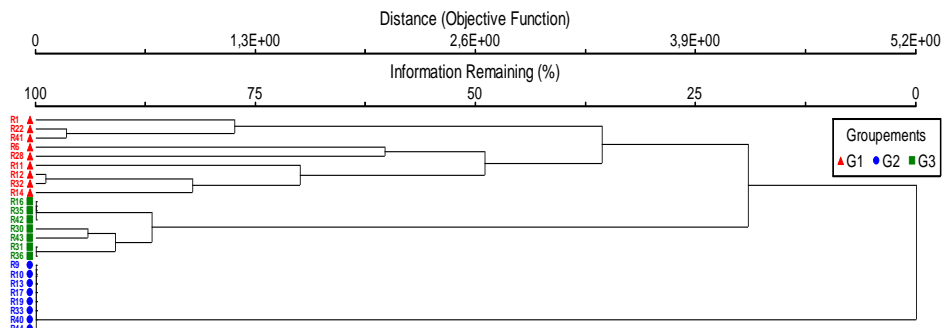 Distance (Objective Function)
0 1,3E+00 2,6E+00 3,9E+00 5,2E+00
Information Remaining (%)
100 75 50 25 0
R1
R22
R41
R6
R28
R11
R12
R32
R14
R16
R35
R42
R30
R43
R31
R36
R9
R10
R13
R17
R19
R33
R40
Groupements
G1 G2 G3